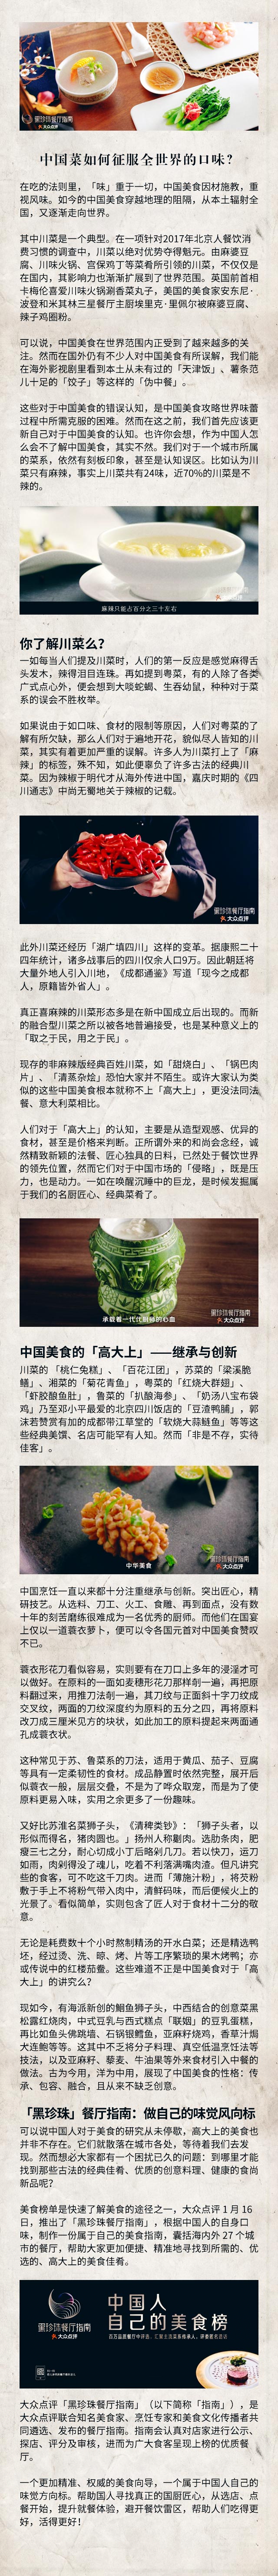 黑珍珠餐厅指南
大众点评
中国菜如何征服全世界的口味?
在吃的法则里，「味」重于一切，中国美食因材施教，重
视风味。如今的中国美食穿越地理的阻隔，从本土辐射全
国，又逐渐走向世界。
其中川菜是一个典型。在一项针对2017年北京人餐饮消
费习惯的调查中，川菜以绝对优势夺得魁元。由麻婆豆
腐、川味火锅、宫保鸡丁等菜肴所引领的川菜，不仅仅是
在国内，其影响力也渐渐扩展到了世界范围。英国前首相
卡梅伦喜爱川味火锅涮香菜丸子，美国的美食家安东尼·
波登和米其林三星餐厅主厨埃里克·里佩尔被麻婆豆腐、
辣子鸡圈粉。
可以说，中国美食在世界范围内正受到了越来越多的关
注。然而在国外仍有不少人对中国美食有所误解，我们能
在海外影视剧里看到本土从未有过的「天津饭」、薯条范
儿十足的「饺子」等这样的「伪中餐」。
这些对于中国美食的错误认知，是中国美食攻略世界味蕾
过程中所需克服的困难。然而在这之前，我们首先应该更
新自己对于中国美食的认知。也许你会想，作为中国人怎
么会不了解中国美食，其实不然。我们对于一个城市所属
的菜系，依然有刻板印象，甚至是认知误区。比如认为川
菜只有麻辣，事实上川菜共有24味，近70%的川菜是不
辣的。
麻辣只能占百分之三十左右
你了解川菜么？
一如每当人们提及川菜时，人们的第一反应是感觉麻得舌
头发木，辣得泪目连珠。再如提到粤菜，有的人除了各类
广式点心外，便会想到大啖蛇蝎、生吞幼鼠，种种对于菜
系的误会不胜枚举。
如果说由于如口味、食材的限制等原因，人们对粤菜的了
解有所欠缺，那么人们对于遍地开花，貌似尽人皆知的川
菜，其实有着更加严重的误解。许多人为川菜打上了「麻
辣」的标签，殊不知，如此便辜负了许多古法的经典川
菜。因为辣椒于明代才从海外传进中国，嘉庆时期的《四
川通志》中尚无蜀地关于辣椒的记载。
黑珍珠餐厅指南
大众点评
此外川菜还经历「湖广填四川」这样的变革。据康熙二十
四年统计，诸多战事后的四川仅余人口9万。因此朝廷将
大量外地人引入川地，《成都通鉴》写道「现今之成都
人，原籍皆外省人」。
真正喜麻辣的川菜形态多是在新中国成立后出现的。而新
的融合型川菜之所以被各地普遍接受，也是某种意义上的
「取之于民，用之于民」。
现存的非麻辣版经典百姓川菜，如「甜烧白」、「锅巴肉
片」、「清蒸杂烩」恐怕大家并不陌生。或许大家认为类
似的这些中国美食根本就称不上「高大上」，更没法同法
餐、意大利菜相比。
人们对于「高大上」的认知，主要是从造型观感、优异的
食材，甚至是价格来判断。正所谓外来的和尚会念经，诚
然精致新颖的法餐、匠心独具的日料，已然处于餐饮世界
的领先位置，然而它们对于中国市场的「侵略」，既是压
力，也是动力。一如在唤醒沉睡中的巨龙，是时候发掘属
于我们的名厨匠心、经典菜肴了。
承载着一代代厨师的心血
黑珍珠餐厅指南
大众点评
中国美食的「高大上」——继承与创新
川菜的「桃仁兔糕」、「百花江团」，苏菜的「梁溪脆
鳝」、湘菜的「菊花青鱼」，粤菜的「红烧大群翅」、
「虾胶酿鱼肚」，鲁菜的「扒酿海参」、「奶汤八宝布袋
鸡」乃至邓小平最爱的北京四川饭店的「豆渣鸭脯」，郭
沫若赞赏有加的成都带江草堂的「软烧大蒜鲢鱼」等等这
些经典美馔、名店可能罕有人知。然而「非是不存，实待
佳客」。
中华美食
黑珍珠餐厅指南
大众点评
中国烹饪一直以来都十分注重继承与创新。突出匠心，精
研技艺。从选料、刀工、火工、食雕、再到面点，没有数
十年的刻苦磨练很难成为一名优秀的厨师。而他们在国宴
上仅以一道蓑衣萝卜，便可以令各国元首对中国美食赞叹
不已。
蓑衣形花刀看似容易，实则要有在刀口上多年的浸淫才可
以做好。在原料的一面如麦穗形花刀那样剞一遍，再把原
料翻过来，用推刀法剞一遍，其刀纹与正面斜十字刀纹成
交叉纹，两面的刀纹深度约为原料的五分之四，再将原料
改刀成三厘米见方的块状，如此加工的原料提起来两面通
孔成蓑衣状。
这种常见于苏、鲁菜系的刀法，适用于黄瓜、茄子、豆腐
等具有一定柔韧性的食材。成品静置时依然完整，展开后
似蓑衣一般，层层交叠，不是为了哗众取宠，而是为了使
原料更易入味，实用之余更多了一份趣味。
又好比苏淮名菜狮子头，《清稗类钞》：「狮子头者，以
形似而得名，猪肉圆也。」扬州人称劖肉。选肋条肉，肥
瘦三七之分，耐心切成小丁后略剁几刀。若以快刀，运刀
如雨，肉剁得没了魂儿，吃着不利落满嘴肉渣。但凡讲究
些的食客，可不吃这千刀肉。进而「薄施汁粉」，将芡粉
敷于手上不将粉气带入肉中，清鲜码味，而后便候火上的
光景了。看似简单，实则包含了匠人对于食材十二分的敬
意。
无论是耗费数十个小时熬制精汤的开水白菜；还是精选鸭
坯，经过烫、洗、晾、烤、片等工序繁琐的果木烤鸭；亦
或传说中的红楼茄鲞。这些难道不正是中国美食对于「高
大上」的讲究么？
现如今，有海派新创的鮰鱼狮子头，中西结合的创意菜黑
松露红烧肉，中式豆腐与西式糕点「联姻」的豆乳蛋糕，
再比如鱼头佛跳墙、石锅银鳕鱼，亚麻籽烧鸡，香草汁焗
大连鲍等等。这其中不乏将分子料理、真空低温烹饪法等
技法，以及亚麻籽、藜麦、牛油果等外来食材引入中餐的
做法。古为今用，洋为中用，展现了中国美食的性格：传
承、包容、融合，且从来不缺乏创意。
「黑珍珠」餐厅指南：做自己的味觉风向标
可以说中国人对于美食的研究从未停歇，高大上的美食也
并非不存在。它们就散落在城市各处，等待着我们去发
现。然而想必大家都有一个困扰已久的问题：到哪里才能
找到那些古法的经典佳肴、优质的创意料理、健康的食尚
新品呢？
美食榜单是快速了解美食的途径之一，大众点评 1 月 16
日，推出了「黑珍珠餐厅指南」，根据中国人的自身口
味，制作一份属于自己的美食指南，囊括海内外 27 个城
市的餐厅，帮助大家更加便捷、精准地寻找到所需的、优
选的、高大上的美食佳肴。
黑珍珠餐厅指南
大众点评
中国人
自己的美食榜
大众点评「黑珍珠餐厅指南」（以下简称「指南」），是
大众点评联合知名美食家、烹饪专家和美食文化传播者共
同遴选、发布的餐厅指南。指南会认真对店家进行公示、
探店、评分及审核，进而为广大食客呈现上榜的优质餐
厅。
一个更加精准、权威的美食向导，一个属于中国人自己的
味觉方向标。帮助国人寻找真正的国厨匠心，从选店、点
餐开始，提升就餐体验，避开餐饮雷区，帮助人们吃得更
好，活得更好！